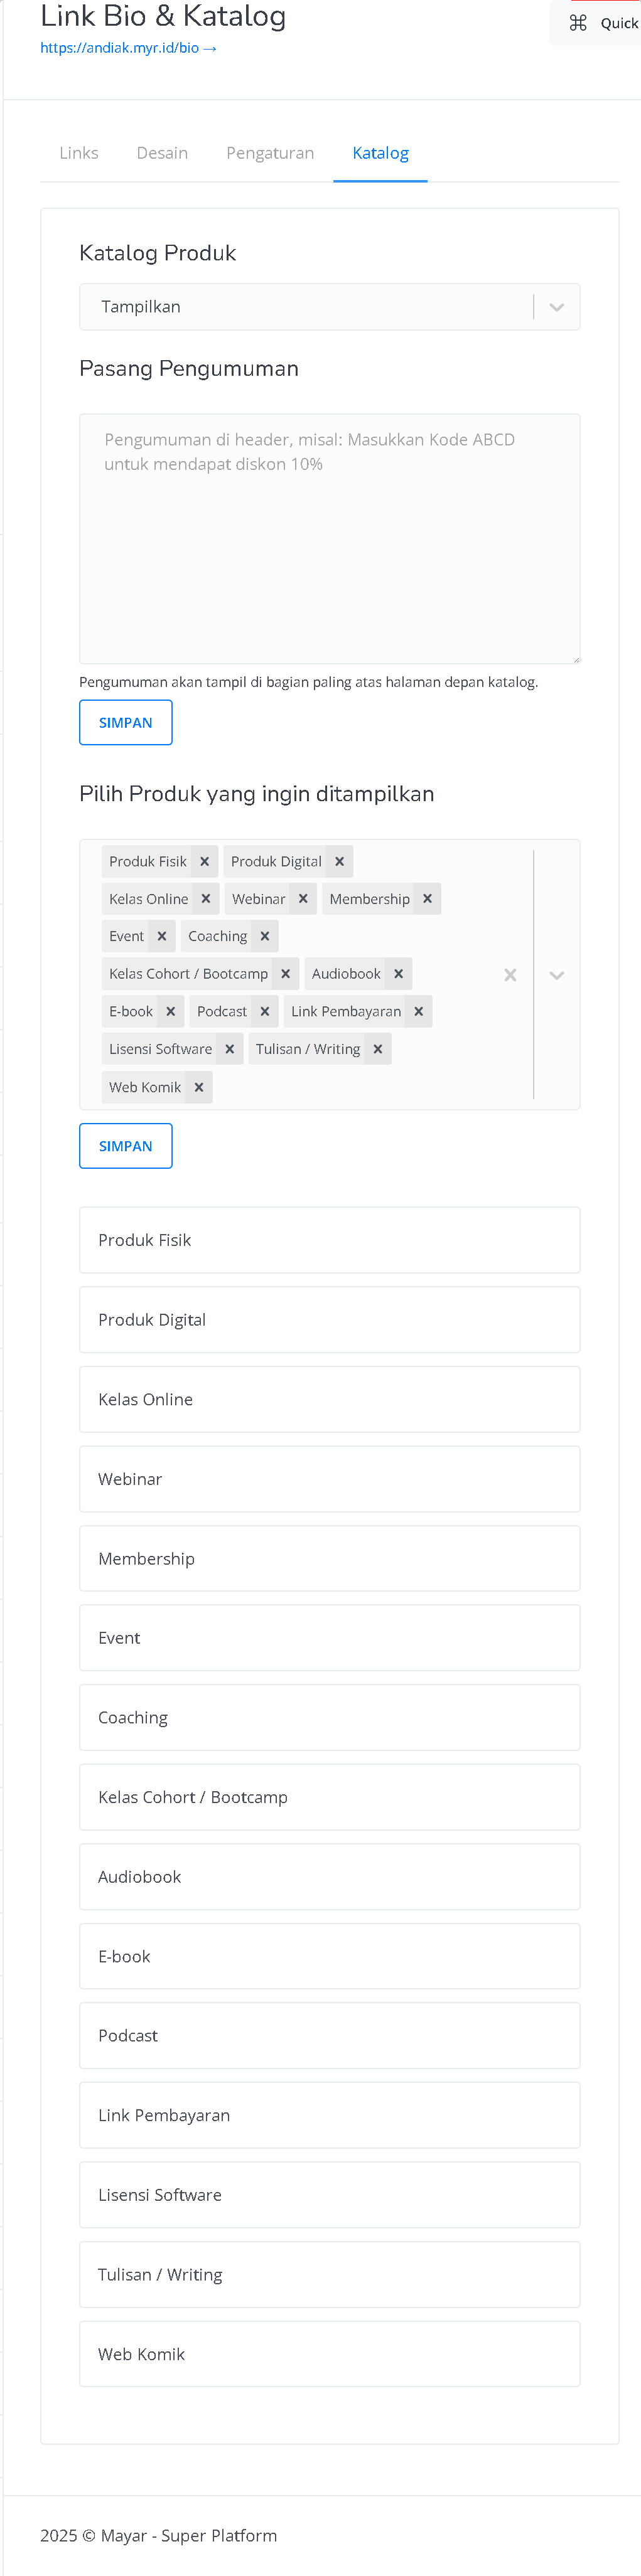 Link Bio & Katalog
⌘ Quick
https://andiak.myr.id/bio →
Links Desain Pengaturan Katalog
Katalog Produk
Tampilkan
Pasang Pengumuman
Pengumuman di header, misal: Masukkan Kode ABCD
untuk mendapat diskon 10%
Pengumuman akan tampil di bagian paling atas halaman depan katalog.
SIMPAN
Pilih Produk yang ingin ditampilkan
Produk Fisik Produk Digital
Kelas Online Webinar Membership
Event Coaching
Kelas Cohort / Bootcamp Audiobook
E-book Podcast Link Pembayaran
Lisensi Software Tulisan / Writing
Web Komik
SIMPAN
Produk Fisik
Produk Digital
Kelas Online
Webinar
Membership
Event
Coaching
Kelas Cohort / Bootcamp
Audiobook
E-book
Podcast
Link Pembayaran
Lisensi Software
Tulisan / Writing
Web Komik
2025 © Mayar - Super Platform